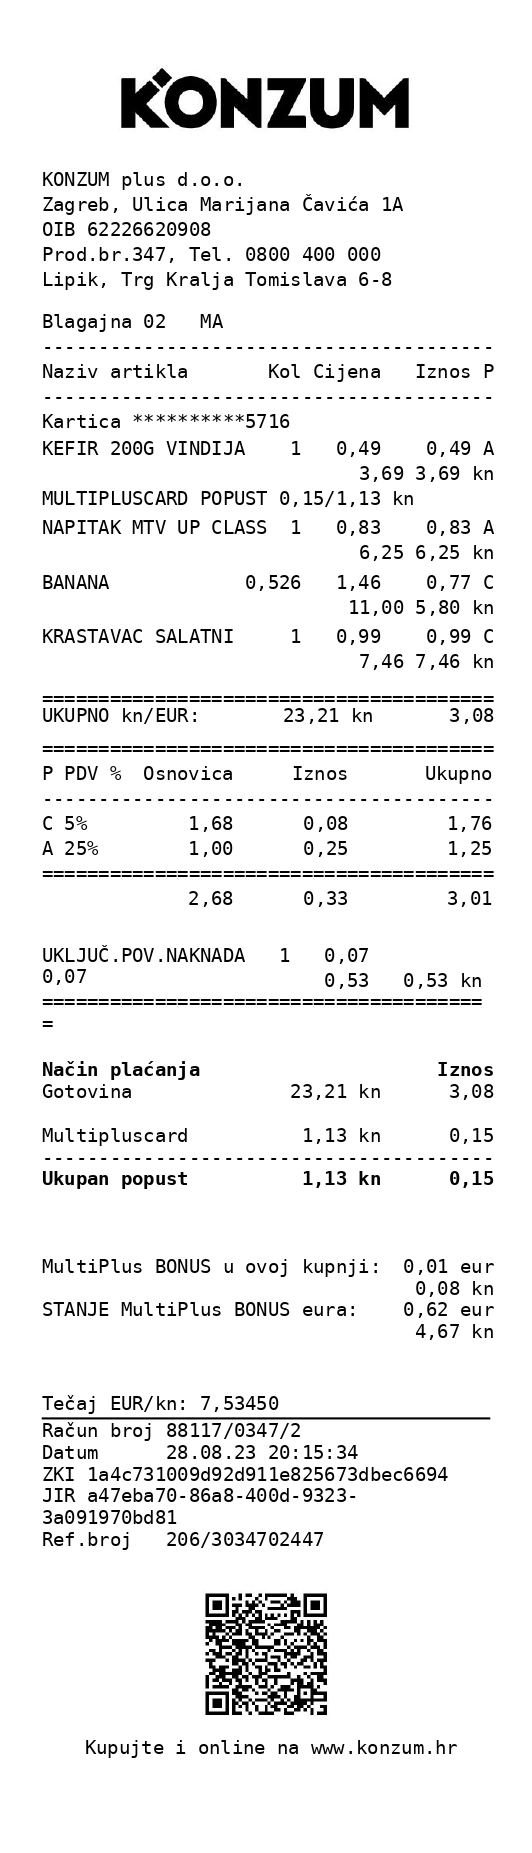 KONZUM
KONZUM plus d.o.o.
Zagreb, Ulica Marijana Čavića 1A
OIB 62226620908
Prod.br.347, Tel. 0800 400 000
Lipik, Trg Kralja Tomislava 6-8
Blagajna 02   MA
----------------------------------------
Naziv artikla       Kol Cijena   Iznos P
----------------------------------------
Kartica **********5716
KEFIR 200G VINDIJA    1   0,49    0,49 A
3,69 3,69 kn
MULTIPLUSCARD POPUST 0,15/1,13 kn
NAPITAK MTV UP CLASS  1   0,83    0,83 A
6,25 6,25 kn
BANANA            0,526   1,46    0,77 C
11,00 5,80 kn
KRASTAVAC SALATNI     1   0,99    0,99 C
7,46 7,46 kn
========================================
UKUPNO kn/EUR:       23,21 kn       3,08
========================================
P PDV %  Osnovica     Iznos       Ukupno
----------------------------------------
C 5%         1,68      0,08         1,76
A 25%        1,00      0,25         1,25
========================================
2,68      0,33         3,01
UKLJUČ.POV.NAKNADA   1   0,07
0,07                     0,53   0,53 kn
=======================================
=
Način plaćanja                     Iznos
Gotovina              23,21 kn      3,08
Multipluscard          1,13 kn      0,15
----------------------------------------
Ukupan popust          1,13 kn      0,15
MultiPlus BONUS u ovoj kupnji:  0,01 eur
0,08 kn
STANJE MultiPlus BONUS eura:    0,62 eur
4,67 kn
Tečaj EUR/kn: 7,53450
Račun broj 88117/0347/2
Datum      28.08.23 20:15:34
ZKI 1a4c731009d92d911e825673dbec6694
JIR a47eba70-86a8-400d-9323-
3a091970bd81
Ref.broj   206/3034702447
Kupujte i online na www.konzum.hr